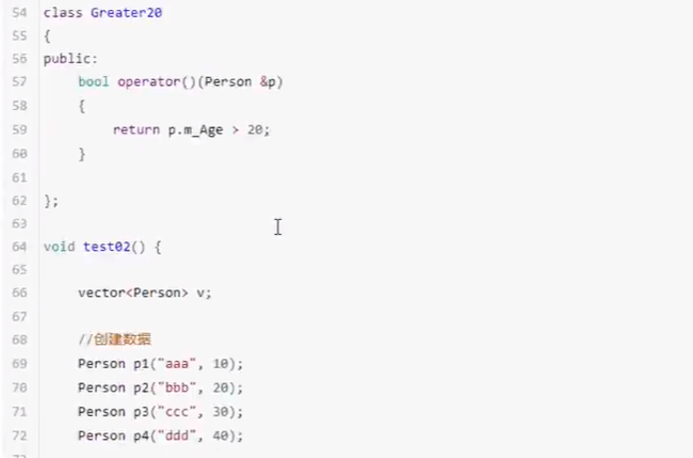 54 class Greater20
55 {
56 public:
57 bool operator()(Person &p)
58 {
59 return p.m_Age > 20;
60 }
61
62 };
63
64 void test02() {
65
66 vector<Person> v;
67
68 //创建数据
69 Person p1("aaa", 10);
70 Person p2("bbb", 20);
71 Person p3("ccc", 30);
72 Person p4("ddd", 40);